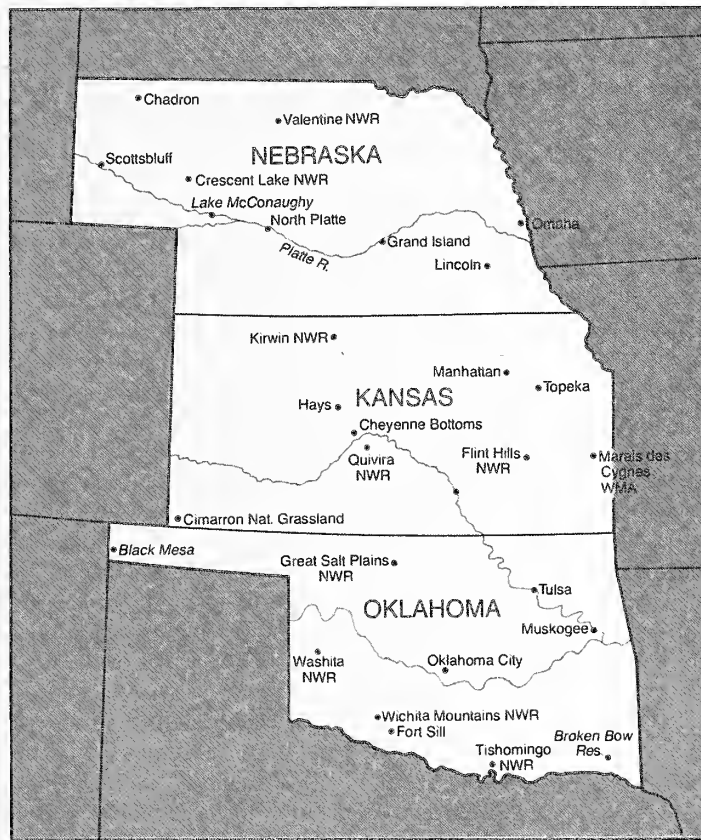 Chadron
Valentine NWR
NEBRASKA
Scottsbluff
Crescent Lake NWR
Lake McConaughy
North Platte
Omaha
Platte R.
Grand Island
Lincoln
Kirwin NWR
Manhattan
Topeka
KANSAS
Hays
Cheyenne Bottoms
Quivira
NWR
Flint Hills
NWR
Marais des
Cygnes
WMA
Cimarron Nat. Grassland
Black Mesa
Great Salt Plains
NWR
Tulsa
OKLAHOMA
Muskogee
Washita
NWR
Oklahoma City
Wichita Mountains NWR
Fort Sill
Broken Bow
Res.
Tishomingo
NWR